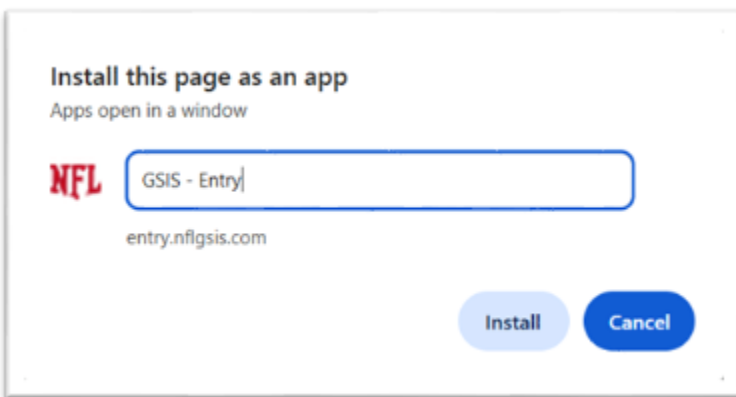 Install this page as an app
Apps open in a window
NFL
GSIS - Entry
entry.nflgsis.com
Install Cancel